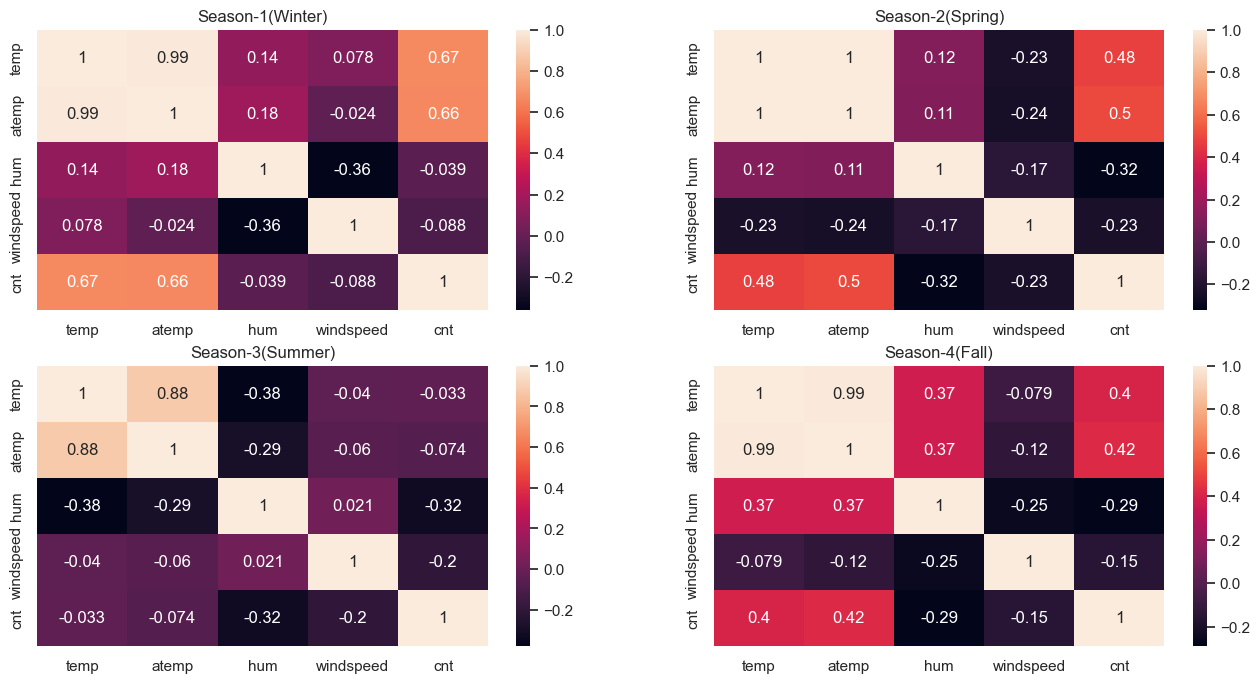 Season-1(Winter)
temp 1 0.99 0.14 0.078 0.67
atemp 0.99 1 0.18 -0.024 0.66
hum 0.14 0.18 1 -0.36 -0.039
windspeed 0.078 -0.024 -0.36 1 -0.088
cnt 0.67 0.66 -0.039 -0.088 1
temp atemp hum windspeed cnt
1.0
0.8
0.6
0.4
0.2
0.0
−0.2
Season-2(Spring)
temp 1 1 0.12 -0.23 0.48
atemp 1 1 0.11 -0.24 0.5
hum 0.12 0.11 1 -0.17 -0.32
windspeed -0.23 -0.24 -0.17 1 -0.23
cnt 0.48 0.5 -0.32 -0.23 1
temp atemp hum windspeed cnt
1.0
0.8
0.6
0.4
0.2
0.0
−0.2
Season-3(Summer)
temp 1 0.88 -0.38 -0.04 -0.033
atemp 0.88 1 -0.29 -0.06 -0.074
hum -0.38 -0.29 1 0.021 -0.32
windspeed -0.04 -0.06 0.021 1 -0.2
cnt -0.033 -0.074 -0.32 -0.2 1
temp atemp hum windspeed cnt
1.0
0.8
0.6
0.4
0.2
0.0
−0.2
Season-4(Fall)
temp 1 0.99 0.37 -0.079 0.4
atemp 0.99 1 0.37 -0.12 0.42
hum 0.37 0.37 1 -0.25 -0.29
windspeed -0.079 -0.12 -0.25 1 -0.15
cnt 0.4 0.42 -0.29 -0.15 1
temp atemp hum windspeed cnt
1.0
0.8
0.6
0.4
0.2
0.0
−0.2